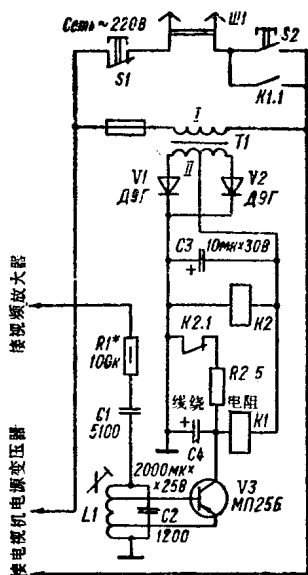 Сеть~220В
Ш1
S2
S1
К1.1
I
T1
II
V1
Д9Г
V2
Д9Г
C3
10мк×30В
+
接视频放大器
K2.1
K2
R1*
100к
R2 5
线绕 电阻
C1
5100
+
C4
K1
2000мк×
×25В
接电视机电源变压器
L1
C2
1200
V3
МП25Б